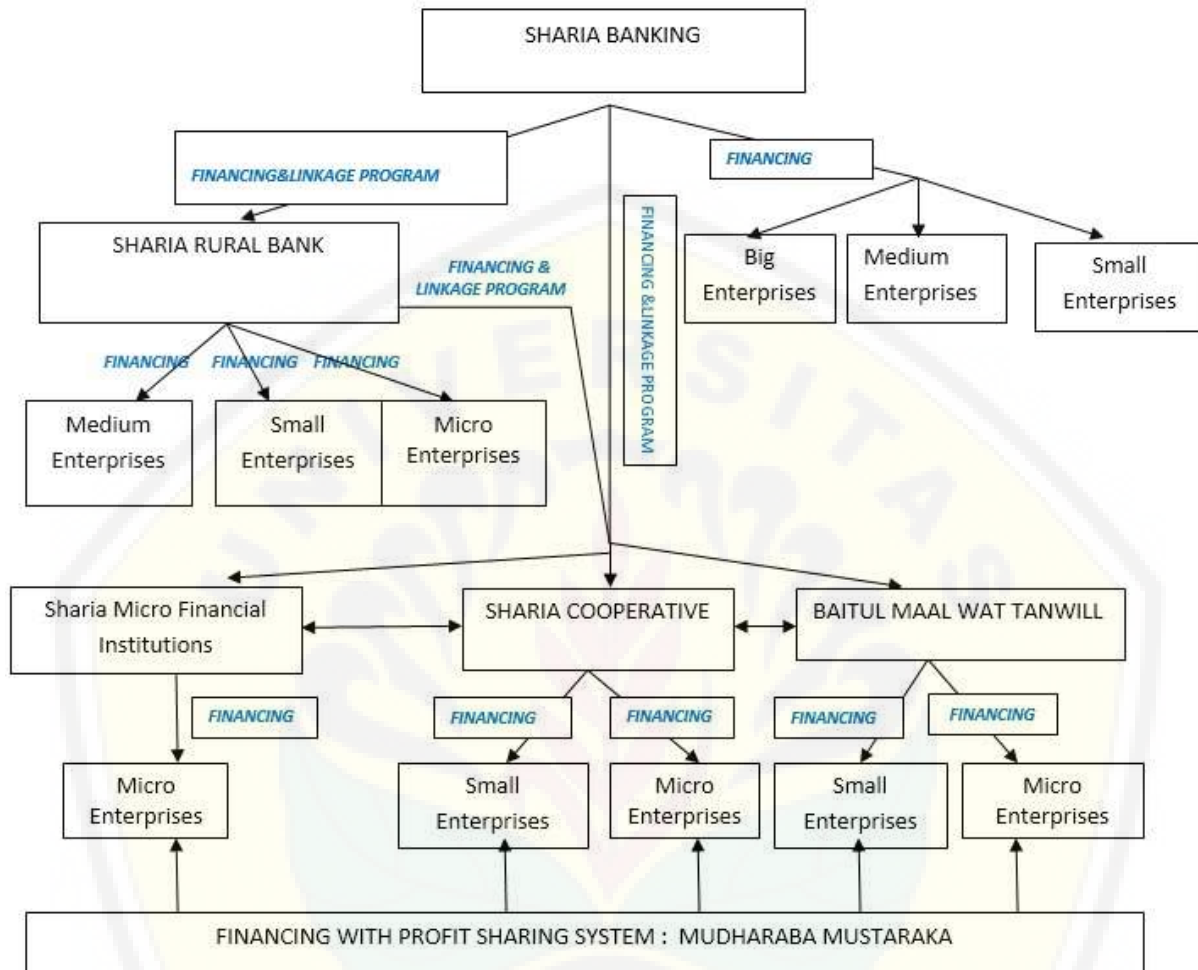 SHARIA BANKING
FINANCING&LINKAGE PROGRAM
FINANCING
SHARIA RURAL BANK
FINANCING &
LINKAGE PROGRAM
FINANCING &LINKAGE PROGRAM
Big
Enterprises
Medium
Enterprises
Small
Enterprises
FINANCING
FINANCING
FINANCING
Medium
Enterprises
Small
Enterprises
Micro
Enterprises
UNIVERSITAS
Sharia Micro Financial
Institutions
SHARIA COOPERATIVE
BAITUL MAAL WAT TANWILL
FINANCING
FINANCING
FINANCING
FINANCING
FINANCING
Micro
Enterprises
Small
Enterprises
Micro
Enterprises
Small
Enterprises
Micro
Enterprises
FINANCING WITH PROFIT SHARING SYSTEM : MUDHARABA MUSTARAKA